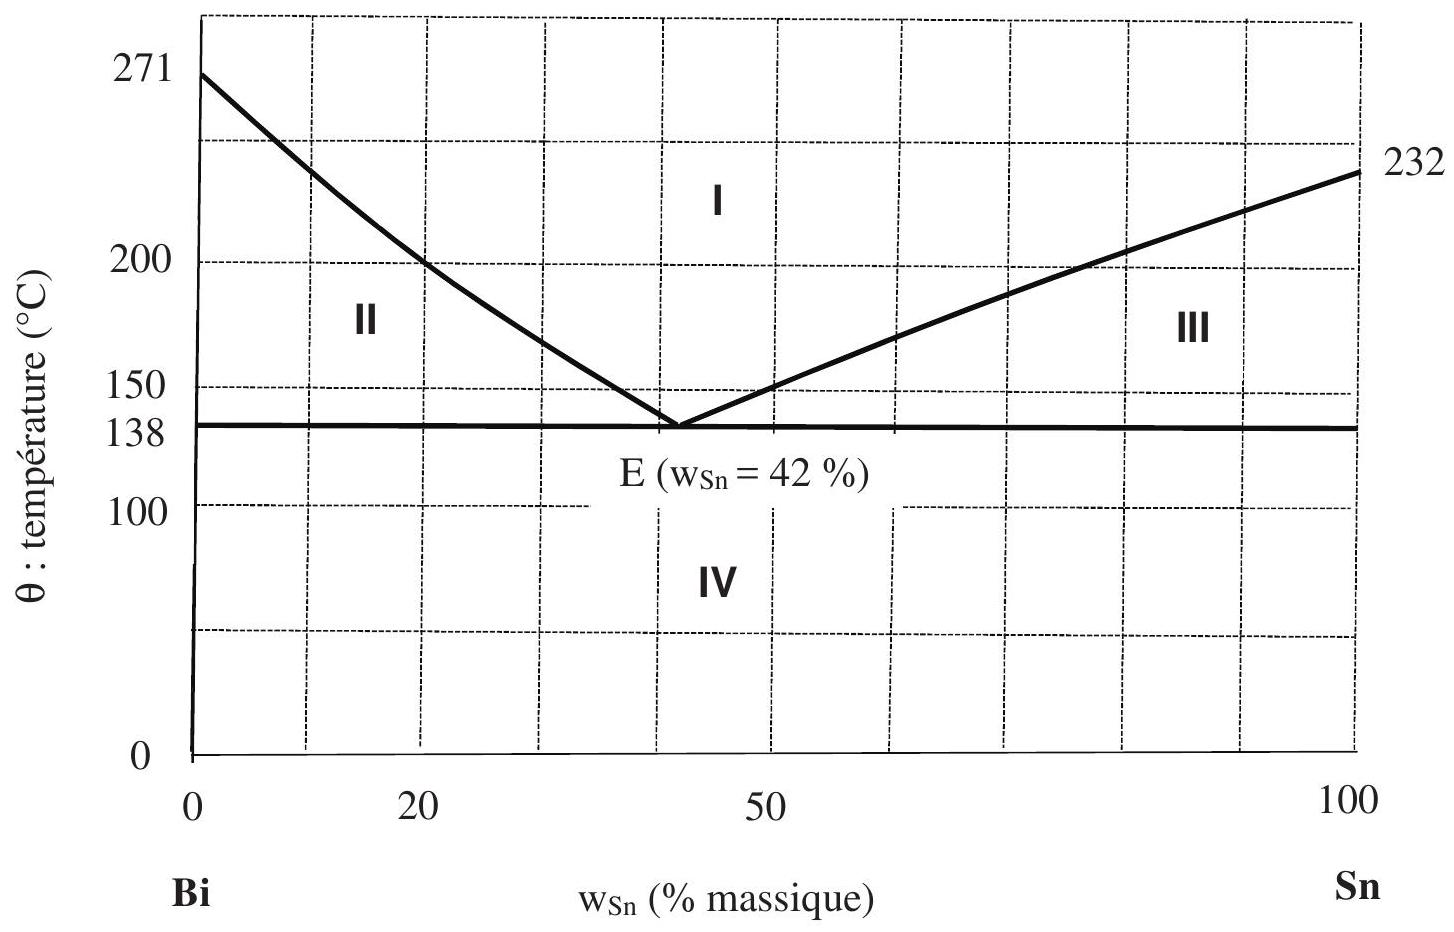 271
232
I
200
II
III
150
138
E (wSn = 42 %)
100
IV
0
θ : température (°C)
0 20 50 100
Bi wSn (% massique) Sn